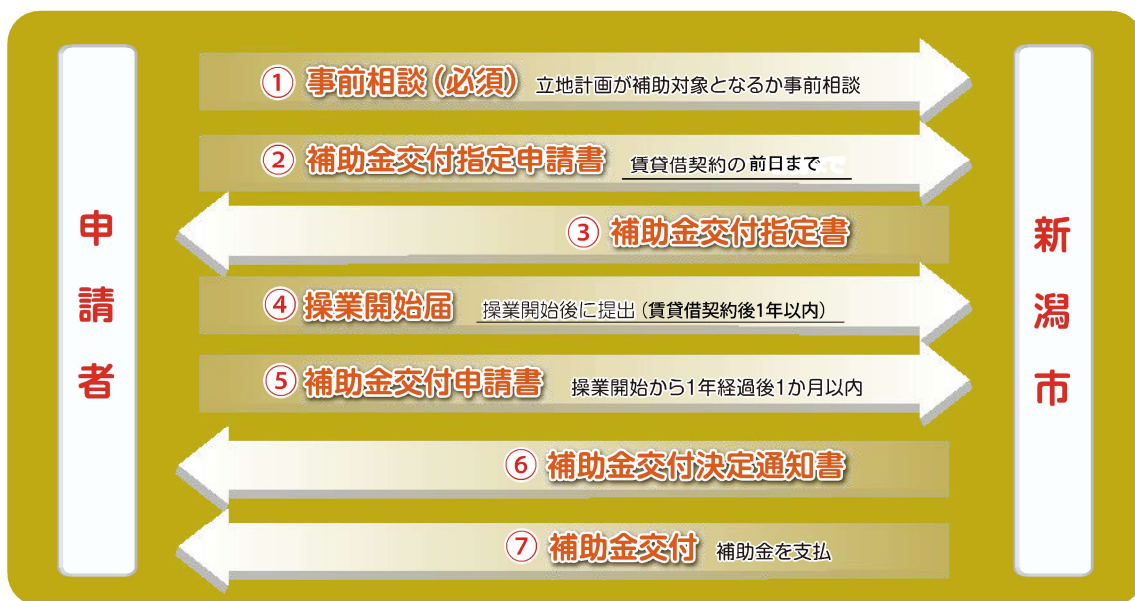 申請者
① 事前相談（必須） 立地計画が補助対象となるか事前相談
② 補助金交付指定申請書 賃貸借契約の前日まで
③ 補助金交付指定書
④ 操業開始届 操業開始後に提出（賃貸借契約後1年以内）
⑤ 補助金交付申請書 操業開始から1年経過後1か月以内
⑥ 補助金交付決定通知書
⑦ 補助金交付 補助金を支払
新潟市